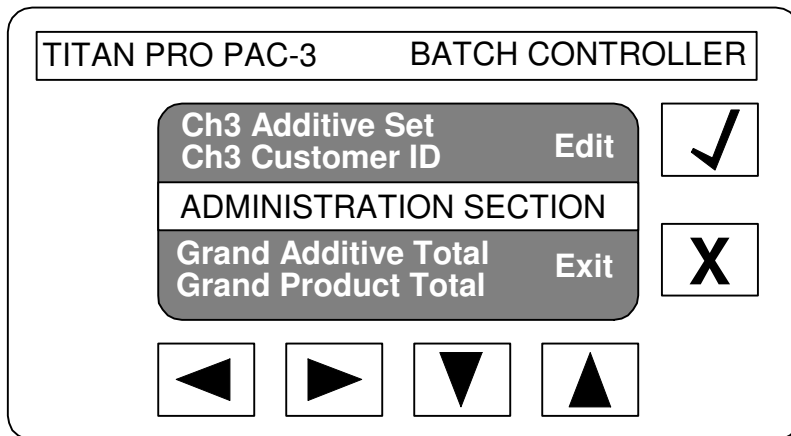 TITAN PRO PAC-3 BATCH CONTROLLER
Ch3 Additive Set
Ch3 Customer ID
Edit
ADMINISTRATION SECTION
Grand Additive Total
Grand Product Total
Exit
X